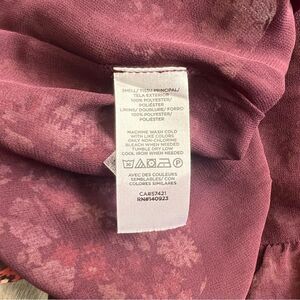 SHELL/ TISSU PRINCIPAL/
TELA EXTERIOR
100% POLYESTER/
POLIÉSTER
LINING/ DOUBLURE/ FORRO
100% POLYESTER/
POLIÉSTER
MACHINE WASH COLD
WITH LIKE COLORS
ONLY NON-CHLORINE
BLEACH WHEN NEEDED
TUMBLE DRY LOW
COOL IRON WHEN NEEDED
AVEC DES COULEURS
SEMBLABLES/ CON
COLORES SIMILARES
CA#57421
RN#140923